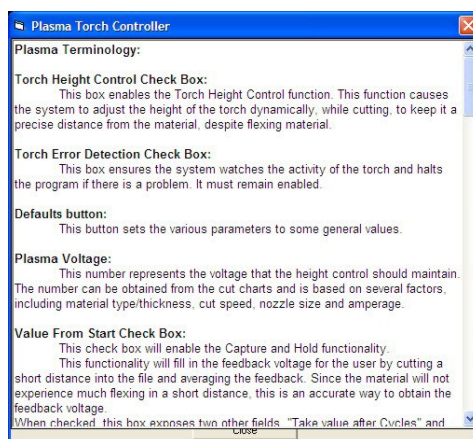 Plasma Torch Controller
Plasma Terminology:
Torch Height Control Check Box:
This box enables the Torch Height Control function. This function causes
the system to adjust the height of the torch dynamically, while cutting, to keep it a
precise distance from the material, despite flexing material.
Torch Error Detection Check Box:
This box ensures the system watches the activity of the torch and halts
the program if there is a problem. It must remain enabled.
Defaults button:
This button sets the various parameters to some general values.
Plasma Voltage:
This number represents the voltage that the height control should maintain.
The number can be obtained from the cut charts and is based on several factors,
including material type/thickness, cut speed, nozzle size and amperage.
Value From Start Check Box:
This check box will enable the Capture and Hold functionality.
This functionality will fill in the feedback voltage for the user by cutting a
short distance into the file and averaging the feedback. Since the material will not
experience much flexing in a short distance, this is an accurate way to obtain the
feedback voltage.
When checked, this box exposes two other fields, "Take value after Cycles" and
Close